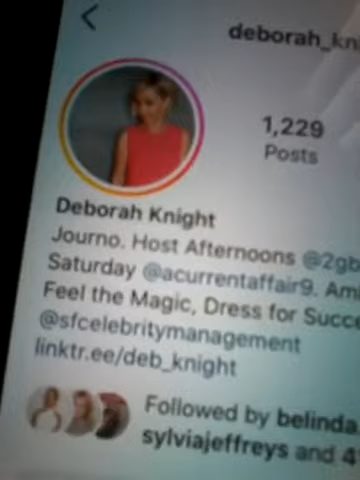 deborah_kni
1,229
Posts
Deborah Knight
Journo. Host Afternoons @2gb
Saturday @acurrentaffair9. Am
Feel the Magic, Dress for Succe
@sfcelebritymanagement
linktr.ee/deb_knight
Followed by belinda.
sylviajeffreys and 4